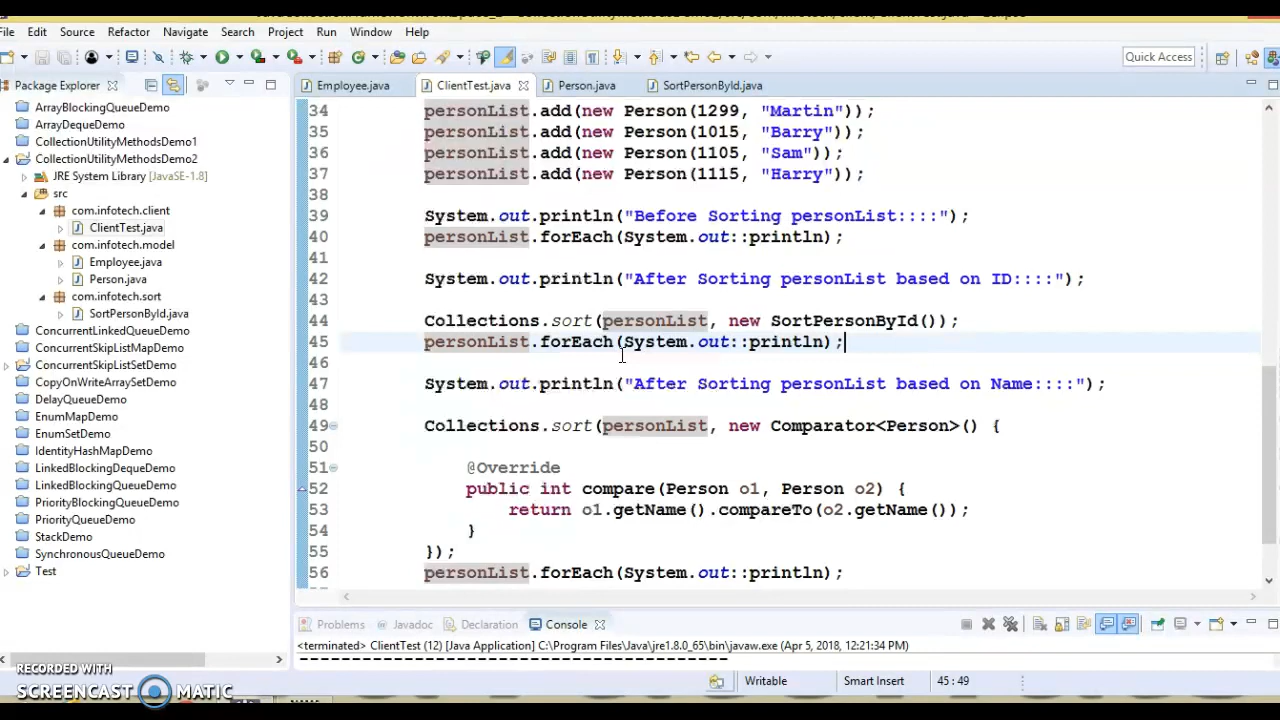 File Edit Source Refactor Navigate Search Project Run Window Help
Quick Access
Package Explorer
Employee.java ClientTest.java Person.java SortPersonById.java
ArrayBlockingQueueDemo
ArrayDequeDemo
CollectionUtilityMethodsDemo1
CollectionUtilityMethodsDemo2
JRE System Library [JavaSE-1.8]
src
com.infotech.client
ClientTest.java
com.infotech.model
Employee.java
Person.java
com.infotech.sort
SortPersonById.java
ConcurrentLinkedQueueDemo
ConcurrentSkipListMapDemo
ConcurrentSkipListSetDemo
CopyOnWriteArraySetDemo
DelayQueueDemo
EnumMapDemo
EnumSetDemo
IdentityHashMapDemo
LinkedBlockingDequeDemo
LinkedBlockingQueueDemo
PriorityBlockingQueueDemo
PriorityQueueDemo
StackDemo
SynchronousQueueDemo
Test
34 personList.add(new Person(1299, "Martin"));
35 personList.add(new Person(1015, "Barry"));
36 personList.add(new Person(1105, "Sam"));
37 personList.add(new Person(1115, "Harry"));
38
39 System.out.println("Before Sorting personList::::");
40 personList.forEach(System.out::println);
41
42 System.out.println("After Sorting personList based on ID::::");
43
44 Collections.sort(personList, new SortPersonById());
45 personList.forEach(System.out::println);
46
47 System.out.println("After Sorting personList based on Name::::");
48
49 Collections.sort(personList, new Comparator<Person>() {
50
51 @Override
52 public int compare(Person o1, Person o2) {
53 return o1.getName().compareTo(o2.getName());
54 }
55 });
56 personList.forEach(System.out::println);
Problems Javadoc Declaration Console
<terminated> ClientTest (12) [Java Application] C:\Program Files\Java\jre1.8.0_65\bin\javaw.exe (Apr 5, 2018, 12:21:34 PM)
-----------------------------------------
Writable Smart Insert 45 : 49
RECORDED WITH
SCREENCAST MATIC